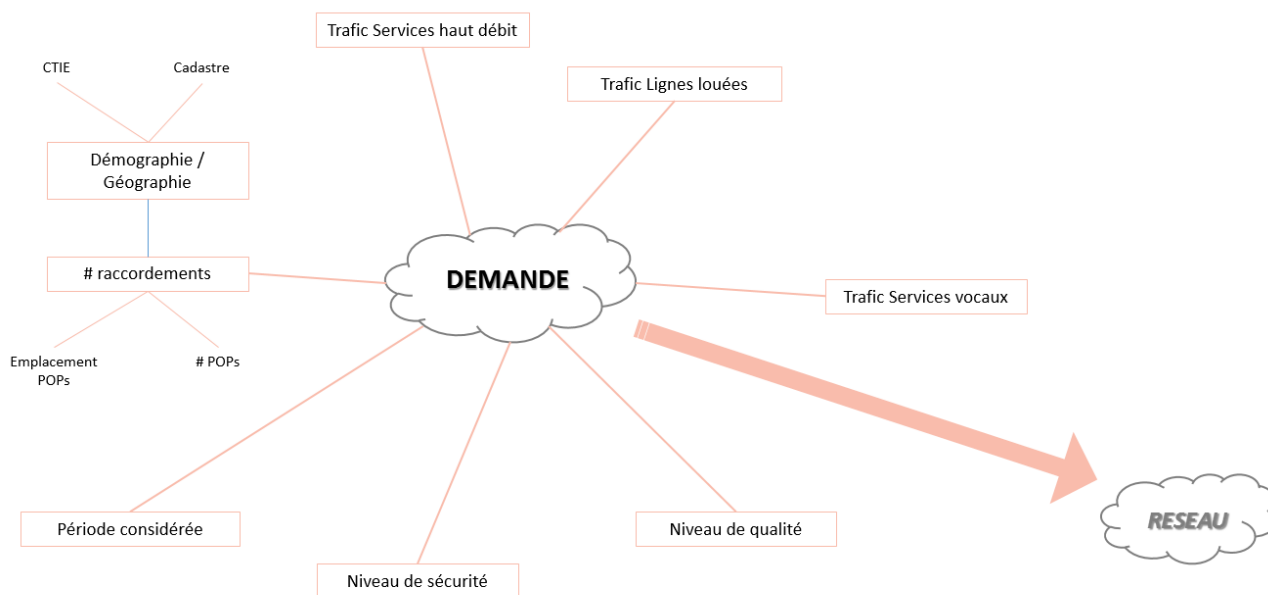 Trafic Services haut débit
CTIE
Cadastre
Trafic Lignes louées
Démographie /
Géographie
# raccordements
DEMANDE
Trafic Services vocaux
Emplacement
POPs
# POPs
Période considérée
Niveau de qualité
RESEAU
Niveau de sécurité